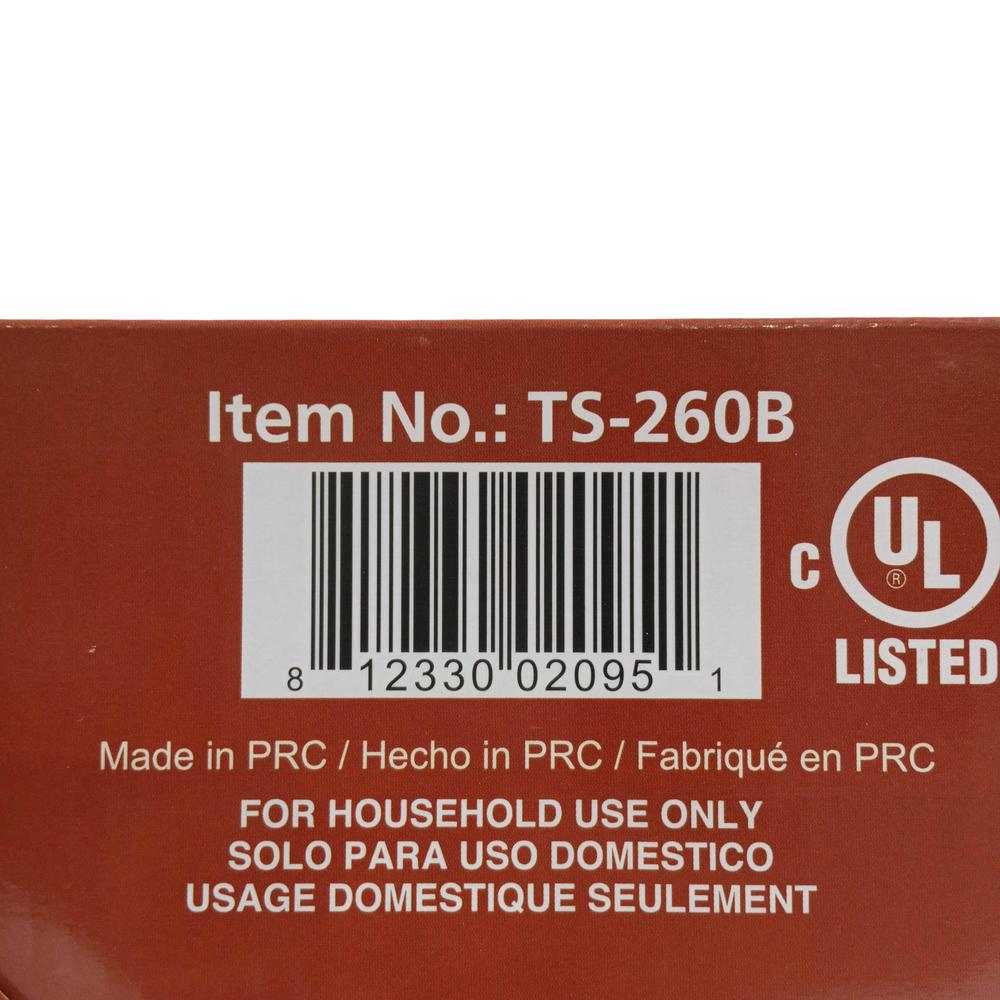 Item No.: TS-260B
8 12330 02095 1
C UL ®
LISTED
Made in PRC / Hecho in PRC / Fabriqué en PRC
FOR HOUSEHOLD USE ONLY
SOLO PARA USO DOMESTICO
USAGE DOMESTIQUE SEULEMENT